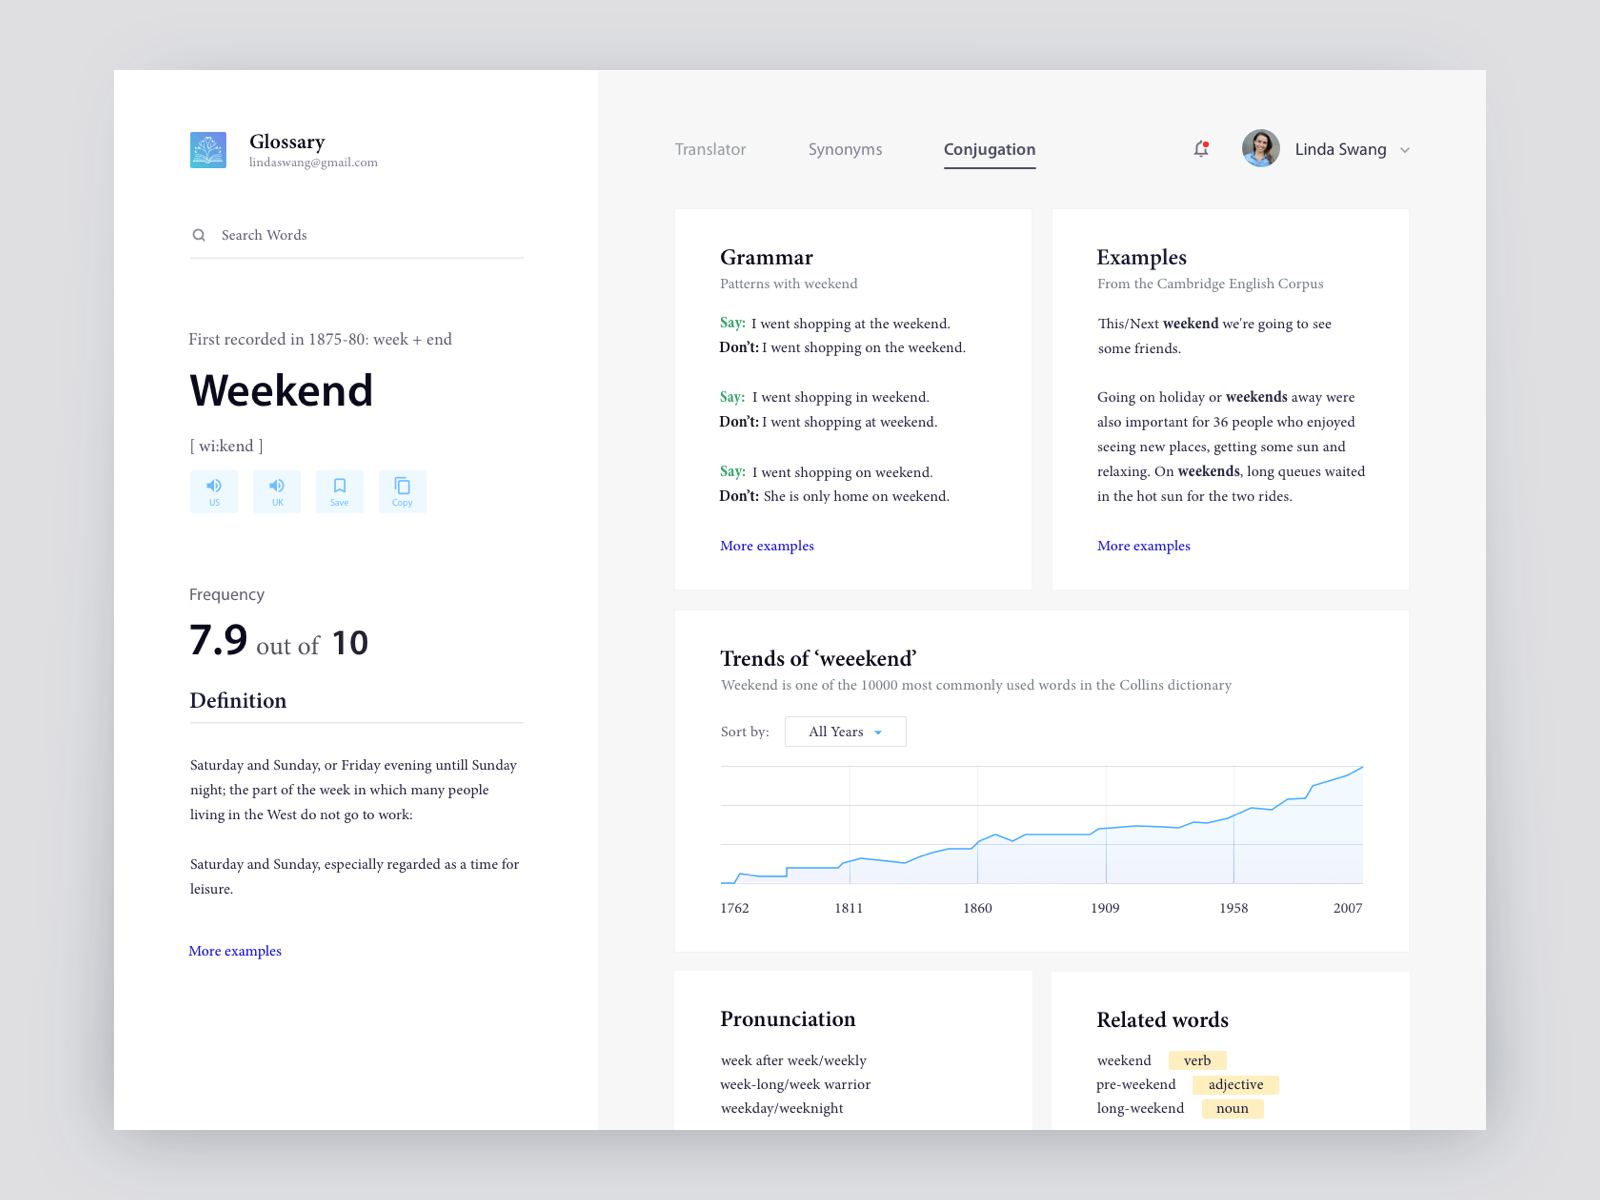 Glossary
lindaswang@gmail.com
Search Words
First recorded in 1875-80: week + end
Weekend
[ wi:kend ]
US UK Save Copy
Frequency
7.9 out of 10
Definition
Saturday and Sunday, or Friday evening untill Sunday
night; the part of the week in which many people
living in the West do not go to work:
Saturday and Sunday, especially regarded as a time for
leisure.
More examples
Translator Synonyms Conjugation
Linda Swang
Grammar
Patterns with weekend
Say: I went shopping at the weekend.
Don't: I went shopping on the weekend.
Say: I went shopping in weekend.
Don't: I went shopping at weekend.
Say: I went shopping on weekend.
Don't: She is only home on weekend.
More examples
Examples
From the Cambridge English Corpus
This/Next weekend we're going to see
some friends.
Going on holiday or weekends away were
also important for 36 people who enjoyed
seeing new places, getting some sun and
relaxing. On weekends, long queues waited
in the hot sun for the two rides.
More examples
Trends of ‘weeekend’
Weekend is one of the 10000 most commonly used words in the Collins dictionary
Sort by: All Years
1762 1811 1860 1909 1958 2007
Pronunciation
week after week/weekly
week-long/week warrior
weekday/weeknight
Related words
weekend verb
pre-weekend adjective
long-weekend noun